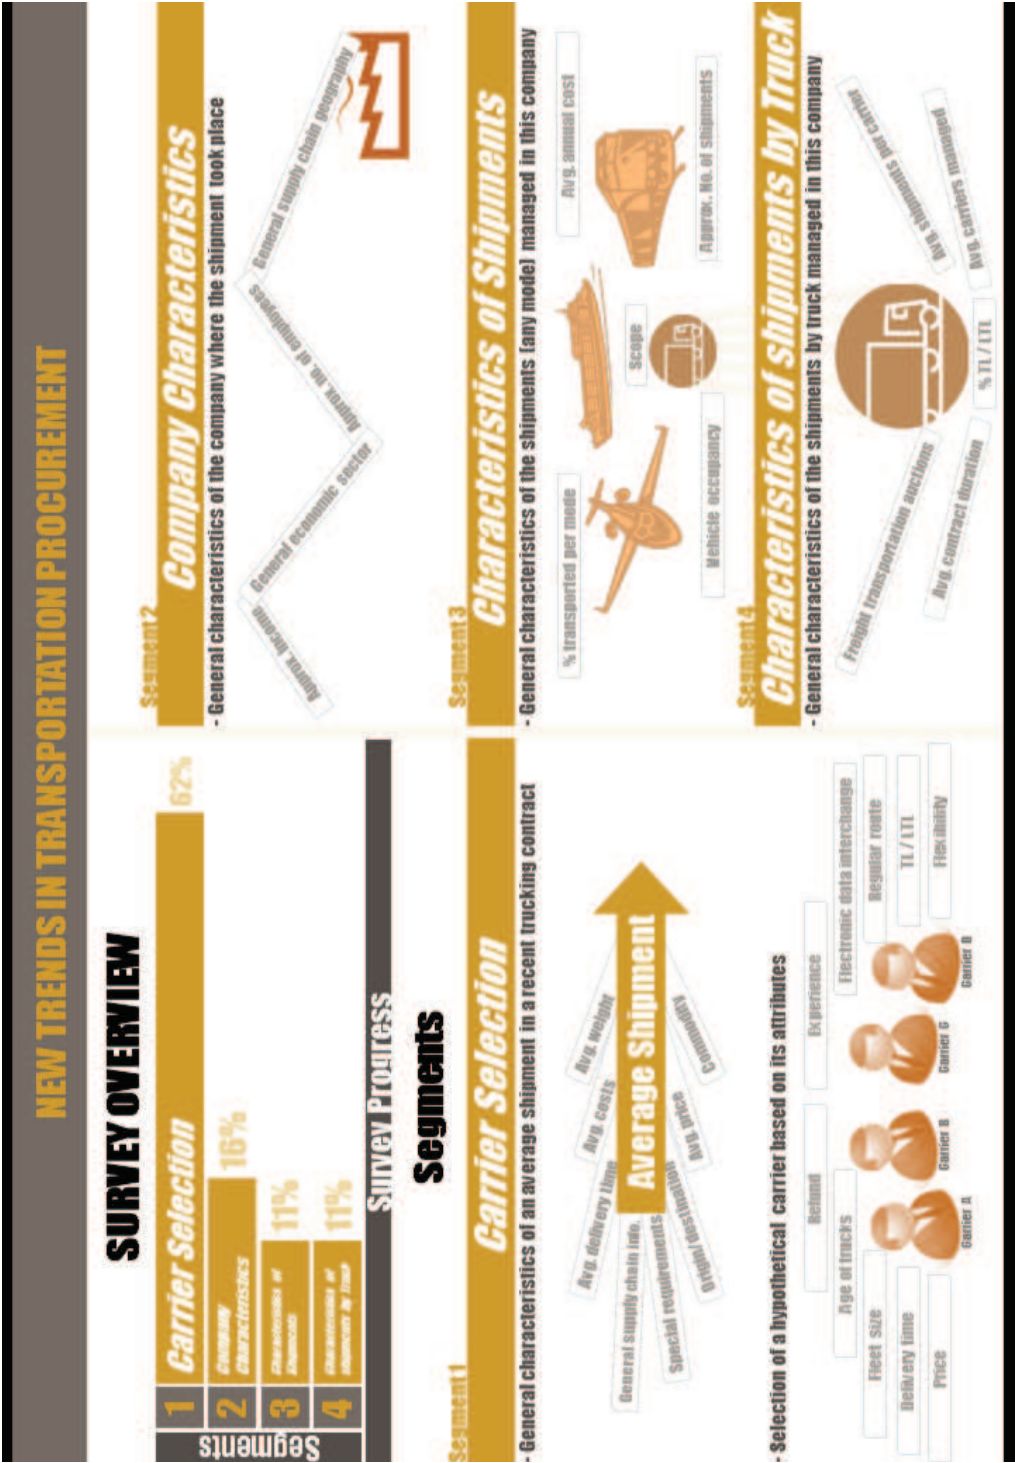 NEW TRENDS IN TRANSPORTATION PROCUREMENT
SURVEY OVERVIEW
Segments
1
Carrier Selection
62%
2
Company
Characteristics
16%
3
Characteristics of
Shipments
11%
4
Characteristics of
shipments by Truck
11%
Survey Progress
Segments
Segment 1
Carrier Selection
- General characteristics of an average shipment in a recent trucking contract
Avg. weight
Avg. costs
Avg. delivery time
General supply chain info.
Average Shipment
Special requirements
Origin/ destination
Avg. price
Commodity
- Selection of a hypothetical carrier based on its attributes
Refund
Experience
Age of trucks
Electronic data interchange
Fleet size
Regular route
Delivery time
TL / LTL
Price
Flexibility
Carrier A
Carrier B
Carrier C
Carrier D
Segment 2
Company Characteristics
- General characteristics of the company where the shipment took place
Approx income
General economic sector
Approx. no. of employees
General supply chain geography
Segment 3
Characteristics of Shipments
- General characteristics of the shipments (any mode) managed in this company
% transported per mode
Avg. annual cost
Scope
Vehicle occupancy
Approx. No. of shipments
Segment 4
Characteristics of shipments by Truck
- General characteristics of the shipments by truck managed in this company
Freight transportation auctions
Avg. shipments per carrier
Avg. contract duration
% TL / LTL
Avg. carriers managed